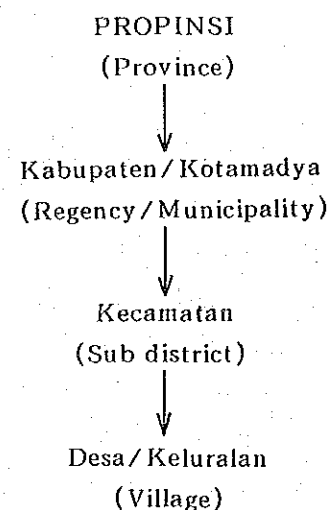 PROPINSI
(Province)
Kabupaten/Kotamadya
(Regency/Municipality)
Kecamatan
(Sub district)
Desa/Keluralan
(Village)